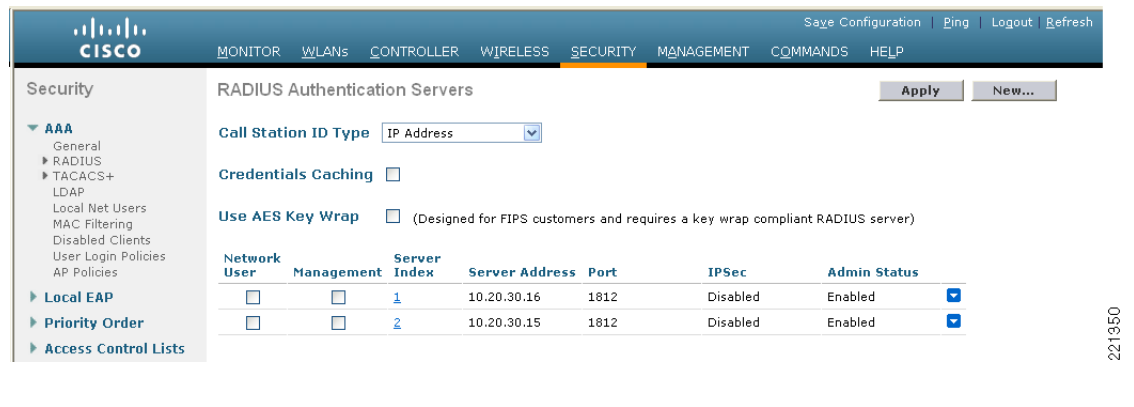 Save Configuration | Ping | Logout | Refresh
CISCO
MONITOR WLANs CONTROLLER WIRELESS SECURITY MANAGEMENT COMMANDS HELP
Security
AAA
General
RADIUS
TACACS+
LDAP
Local Net Users
MAC Filtering
Disabled Clients
User Login Policies
AP Policies
Local EAP
Priority Order
Access Control Lists
RADIUS Authentication Servers
Apply New...
Call Station ID Type IP Address
Credentials Caching
Use AES Key Wrap (Designed for FIPS customers and requires a key wrap compliant RADIUS server)
Network User Management Server Index Server Address Port IPSec Admin Status
1 10.20.30.16 1812 Disabled Enabled
2 10.20.30.15 1812 Disabled Enabled
221350